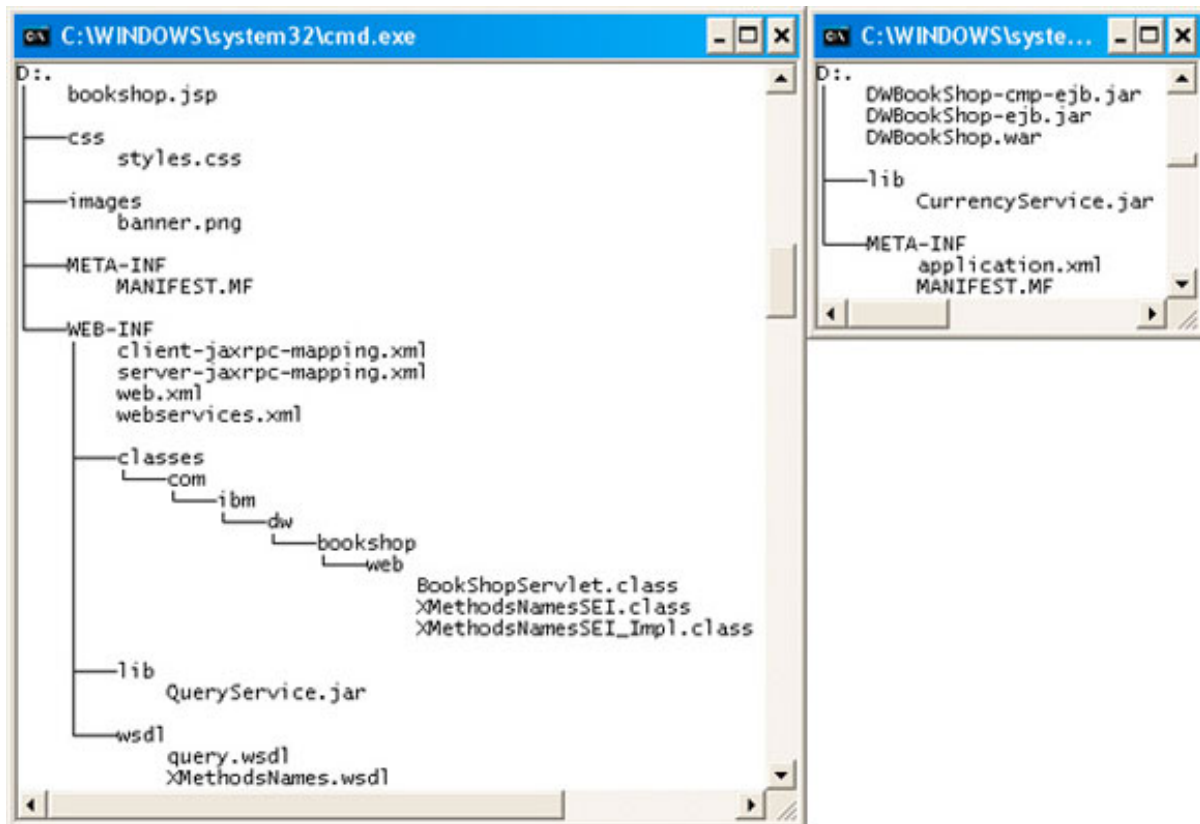 C:\WINDOWS\system32\cmd.exe
D:.
bookshop.jsp
css
styles.css
images
banner.png
META-INF
MANIFEST.MF
WEB-INF
client-jaxrpc-mapping.xml
server-jaxrpc-mapping.xml
web.xml
webservices.xml
classes
com
ibm
dw
bookshop
web
BookShopServlet.class
XMethodsNamesSEI.class
XMethodsNamesSEI_Impl.class
lib
QueryService.jar
wsdl
query.wsdl
XMethodsNames.wsdl
C:\WINDOWS\syste...
D:.
DWBookShop-cmp-ejb.jar
DWBookShop-ejb.jar
DWBookShop.war
lib
CurrencyService.jar
META-INF
application.xml
MANIFEST.MF